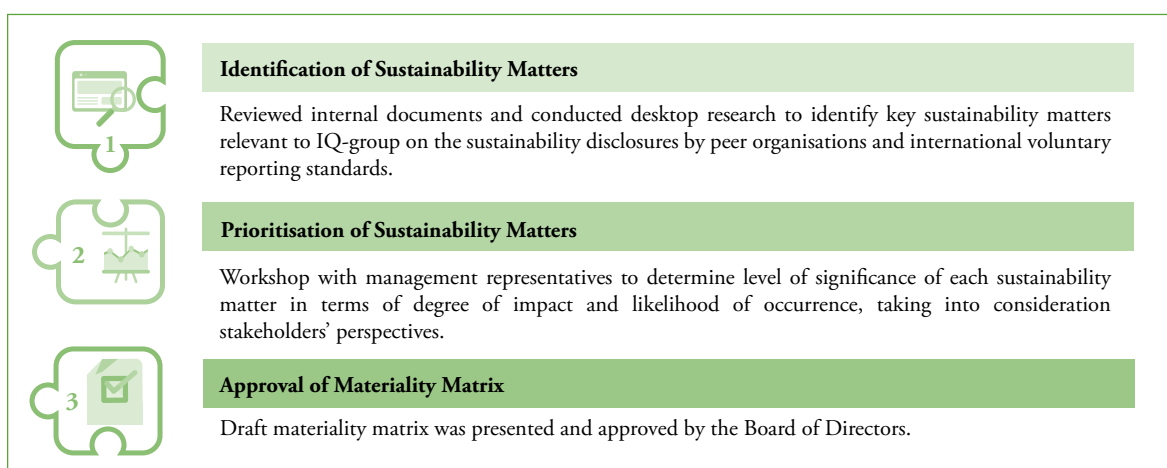 Identification of Sustainability Matters
Reviewed internal documents and conducted desktop research to identify key sustainability matters
relevant to IQ-group on the sustainability disclosures by peer organisations and international voluntary
reporting standards.
1
Prioritisation of Sustainability Matters
2
Workshop with management representatives to determine level of significance of each sustainability
matter in terms of degree of impact and likelihood of occurrence, taking into consideration
stakeholders’ perspectives.
Approval of Materiality Matrix
3
Draft materiality matrix was presented and approved by the Board of Directors.